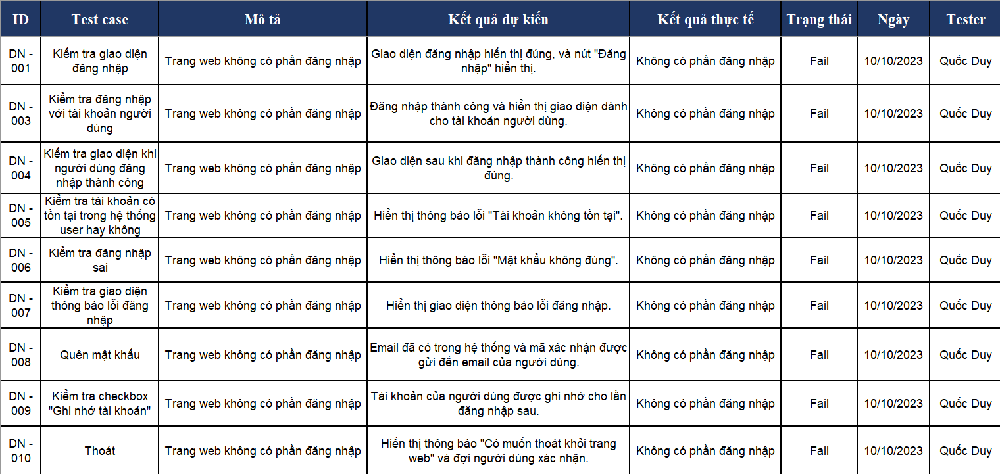 ID Test case Mô tả Kết quả dự kiến Kết quả thực tế Trạng thái Ngày Tester
DN -
001
Kiểm tra giao diện
đăng nhập
Trang web không có phần đăng nhập
Giao diện đăng nhập hiển thị đúng, và nút "Đăng
nhập" hiển thị.
Không có phần đăng nhập
Fail
10/10/2023
Quốc Duy
DN -
003
Kiểm tra đăng nhập
với tài khoản người
dùng
Trang web không có phần đăng nhập
Đăng nhập thành công và hiển thị giao diện dành
cho tài khoản người dùng.
Không có phần đăng nhập
Fail
10/10/2023
Quốc Duy
DN -
004
Kiểm tra giao diện khi
người dùng đăng
nhập thành công
Trang web không có phần đăng nhập
Giao diện sau khi đăng nhập thành công hiển thị
đúng.
Không có phần đăng nhập
Fail
10/10/2023
Quốc Duy
DN -
005
Kiểm tra tài khoản có
tồn tại trong hệ thống
user hay không
Trang web không có phần đăng nhập
Hiển thị thông báo lỗi "Tài khoản không tồn tại".
Không có phần đăng nhập
Fail
10/10/2023
Quốc Duy
DN -
006
Kiểm tra đăng nhập
sai
Trang web không có phần đăng nhập
Hiển thị thông báo lỗi "Mật khẩu không đúng".
Không có phần đăng nhập
Fail
10/10/2023
Quốc Duy
DN -
007
Kiểm tra giao diện
thông báo lỗi đăng
nhập
Trang web không có phần đăng nhập
Hiển thị giao diện thông báo lỗi đăng nhập.
Không có phần đăng nhập
Fail
10/10/2023
Quốc Duy
DN -
008
Quên mật khẩu
Trang web không có phần đăng nhập
Email đã có trong hệ thống và mã xác nhận được
gửi đến email của người dùng.
Không có phần đăng nhập
Fail
10/10/2023
Quốc Duy
DN -
009
Kiểm tra checkbox
"Ghi nhớ tài khoản"
Trang web không có phần đăng nhập
Tài khoản của người dùng được ghi nhớ cho lần
đăng nhập sau.
Không có phần đăng nhập
Fail
10/10/2023
Quốc Duy
DN -
010
Thoát
Trang web không có phần đăng nhập
Hiển thị thông báo "Có muốn thoát khỏi trang
web" và đợi người dùng xác nhận.
Không có phần đăng nhập
Fail
10/10/2023
Quốc Duy